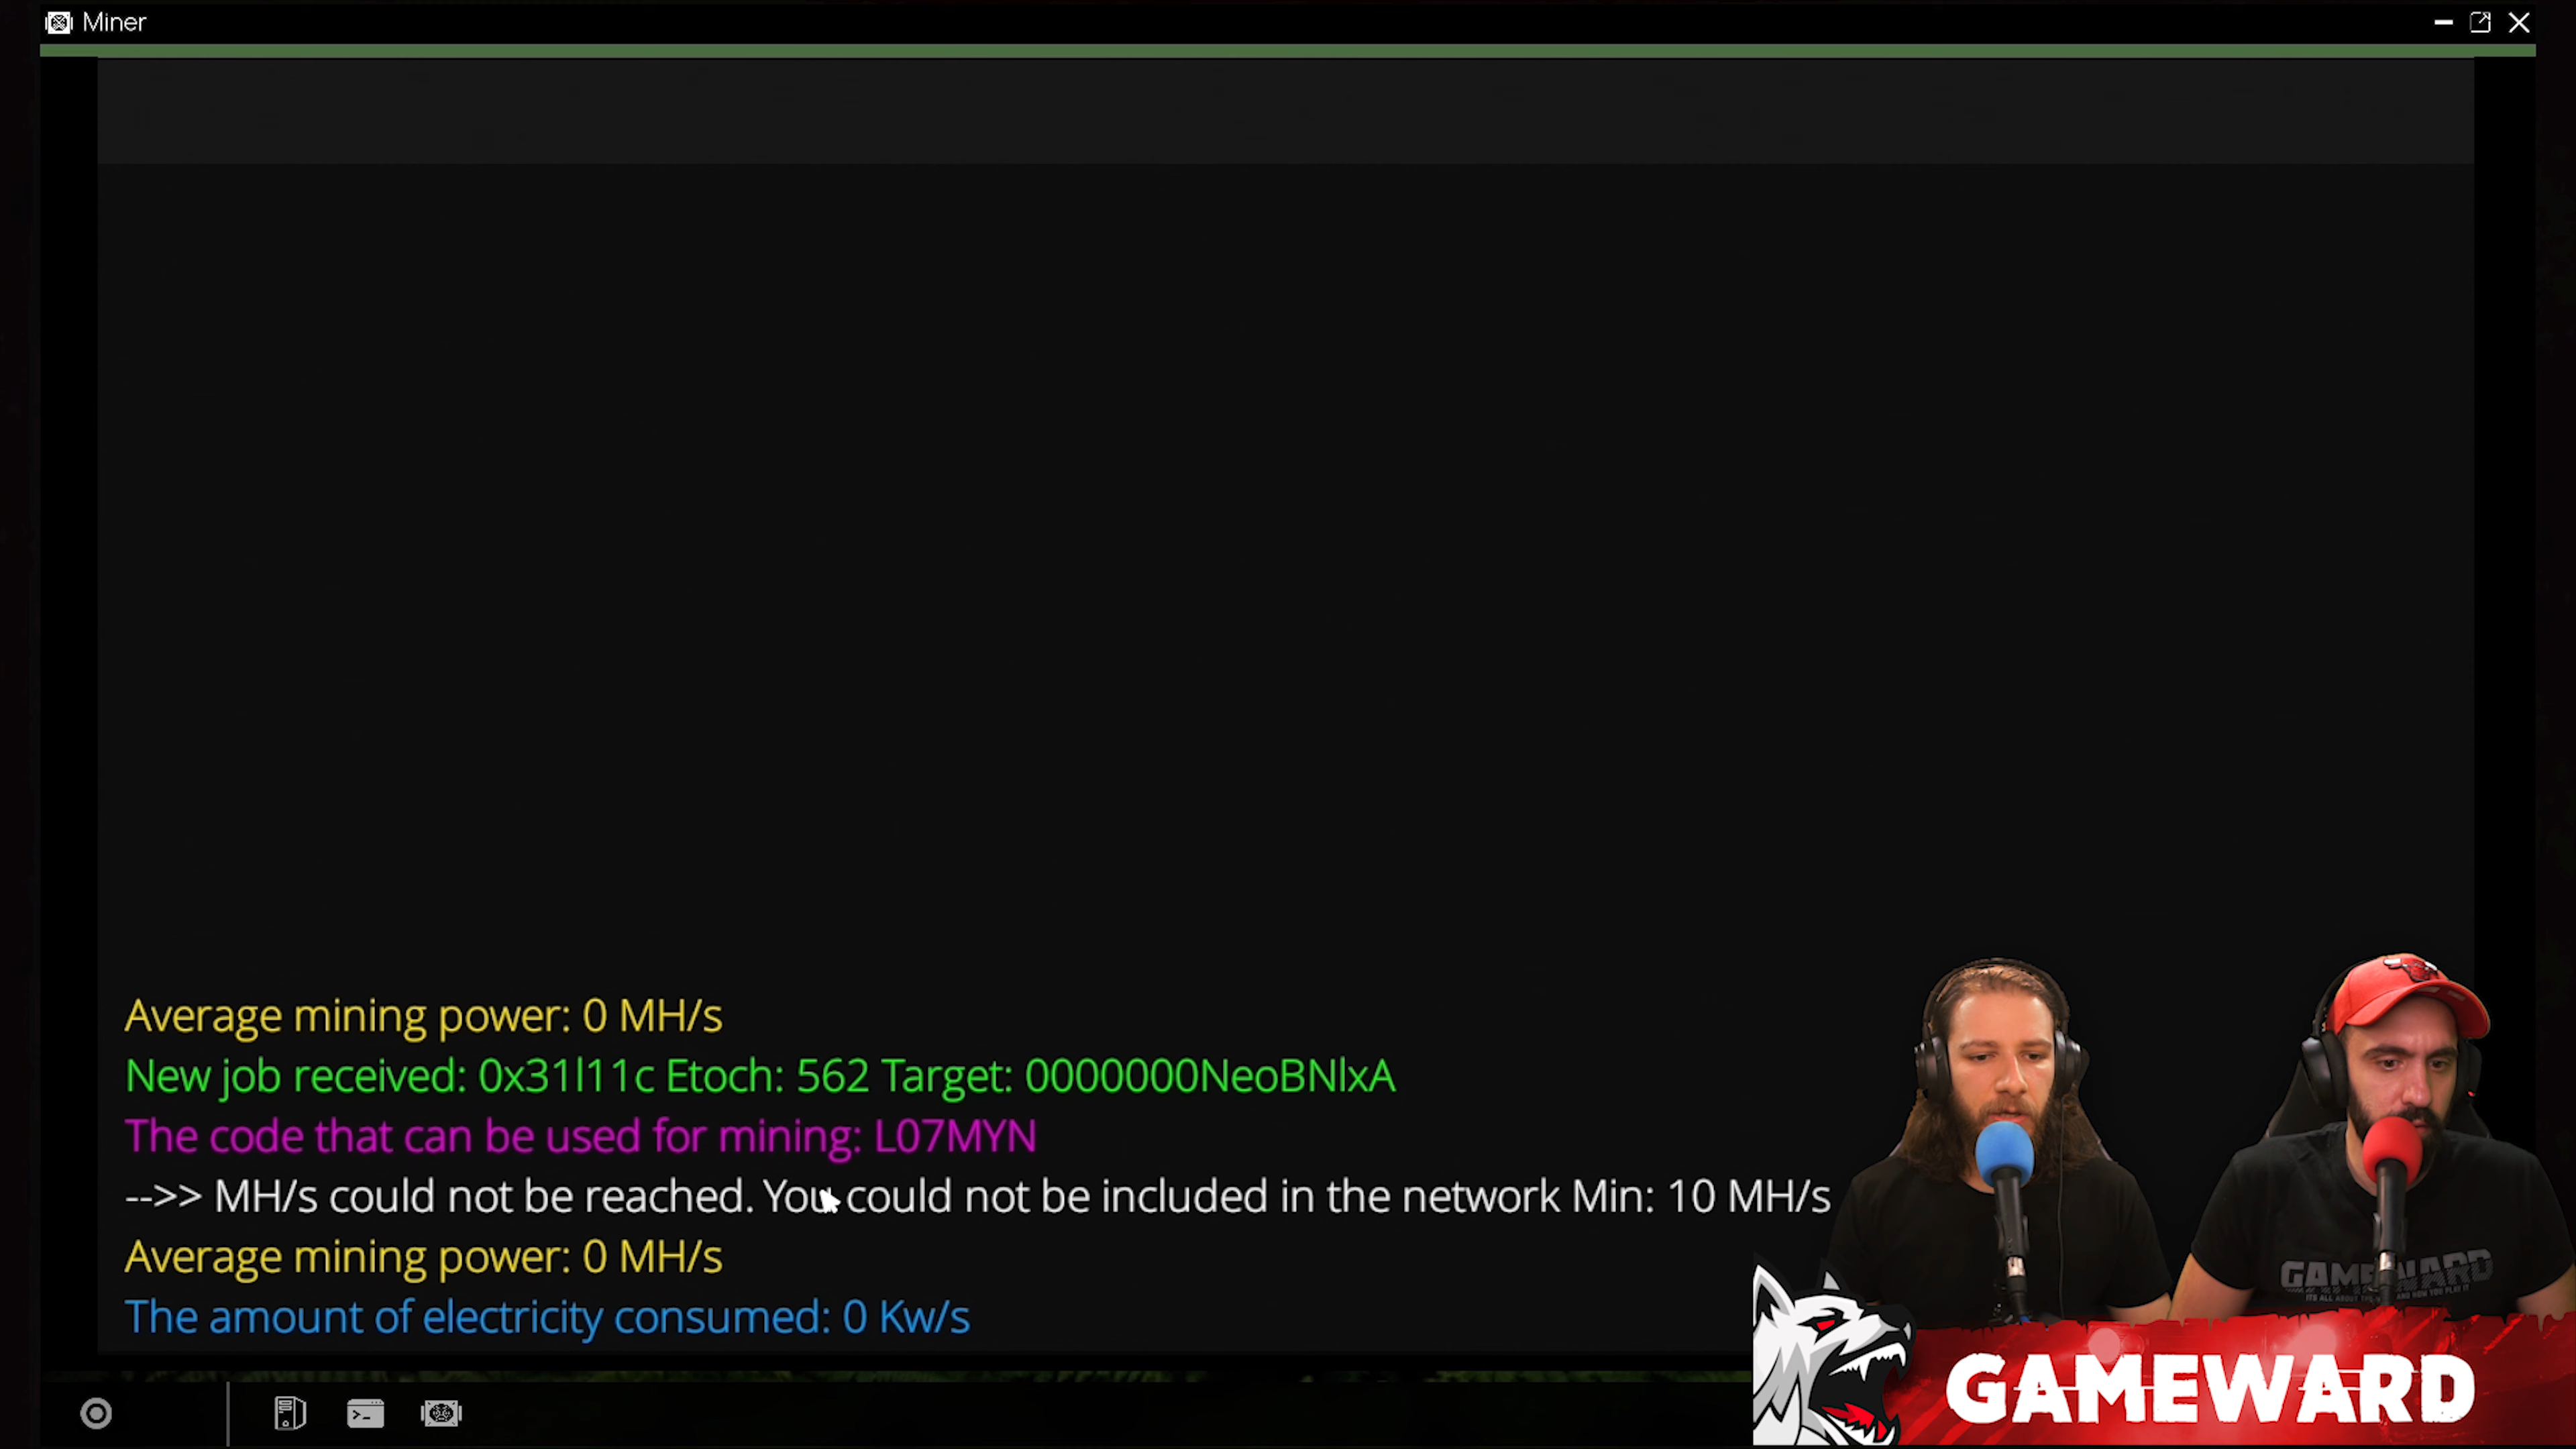 Miner
Average mining power: 0 MH/s
New job received: 0x31l11c Etoch: 562 Target: 0000000NeoBNlxA
The code that can be used for mining: L07MYN
-->> MH/s could not be reached. You could not be included in the network Min: 10 MH/s
Average mining power: 0 MH/s
The amount of electricity consumed: 0 Kw/s
GAMEWARD
GAMEWARD